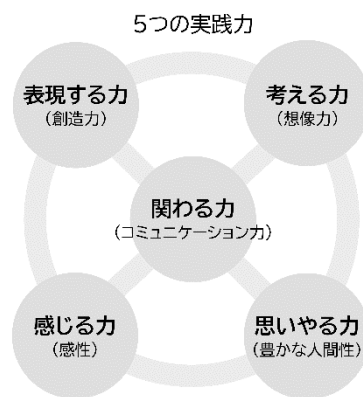 5つの実践力
表現する力
(創造力)
考える力
(想像力)
関わる力
(コミュニケーション力)
感じる力
(感性)
思いやる力
(豊かな人間性)